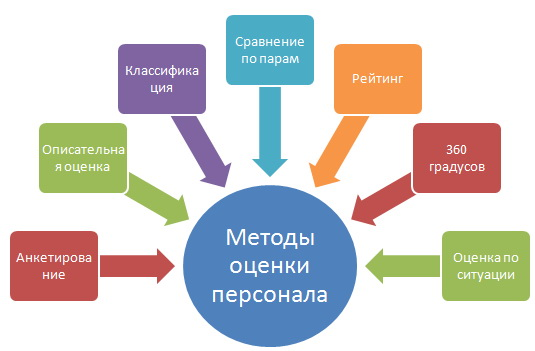 Сравнение
по парам
Классифика
ция
Рейтинг
Описательна
я оценка
360
градусов
Анкетирова
ние
Оценка по
ситуации
Методы
оценки
персонала